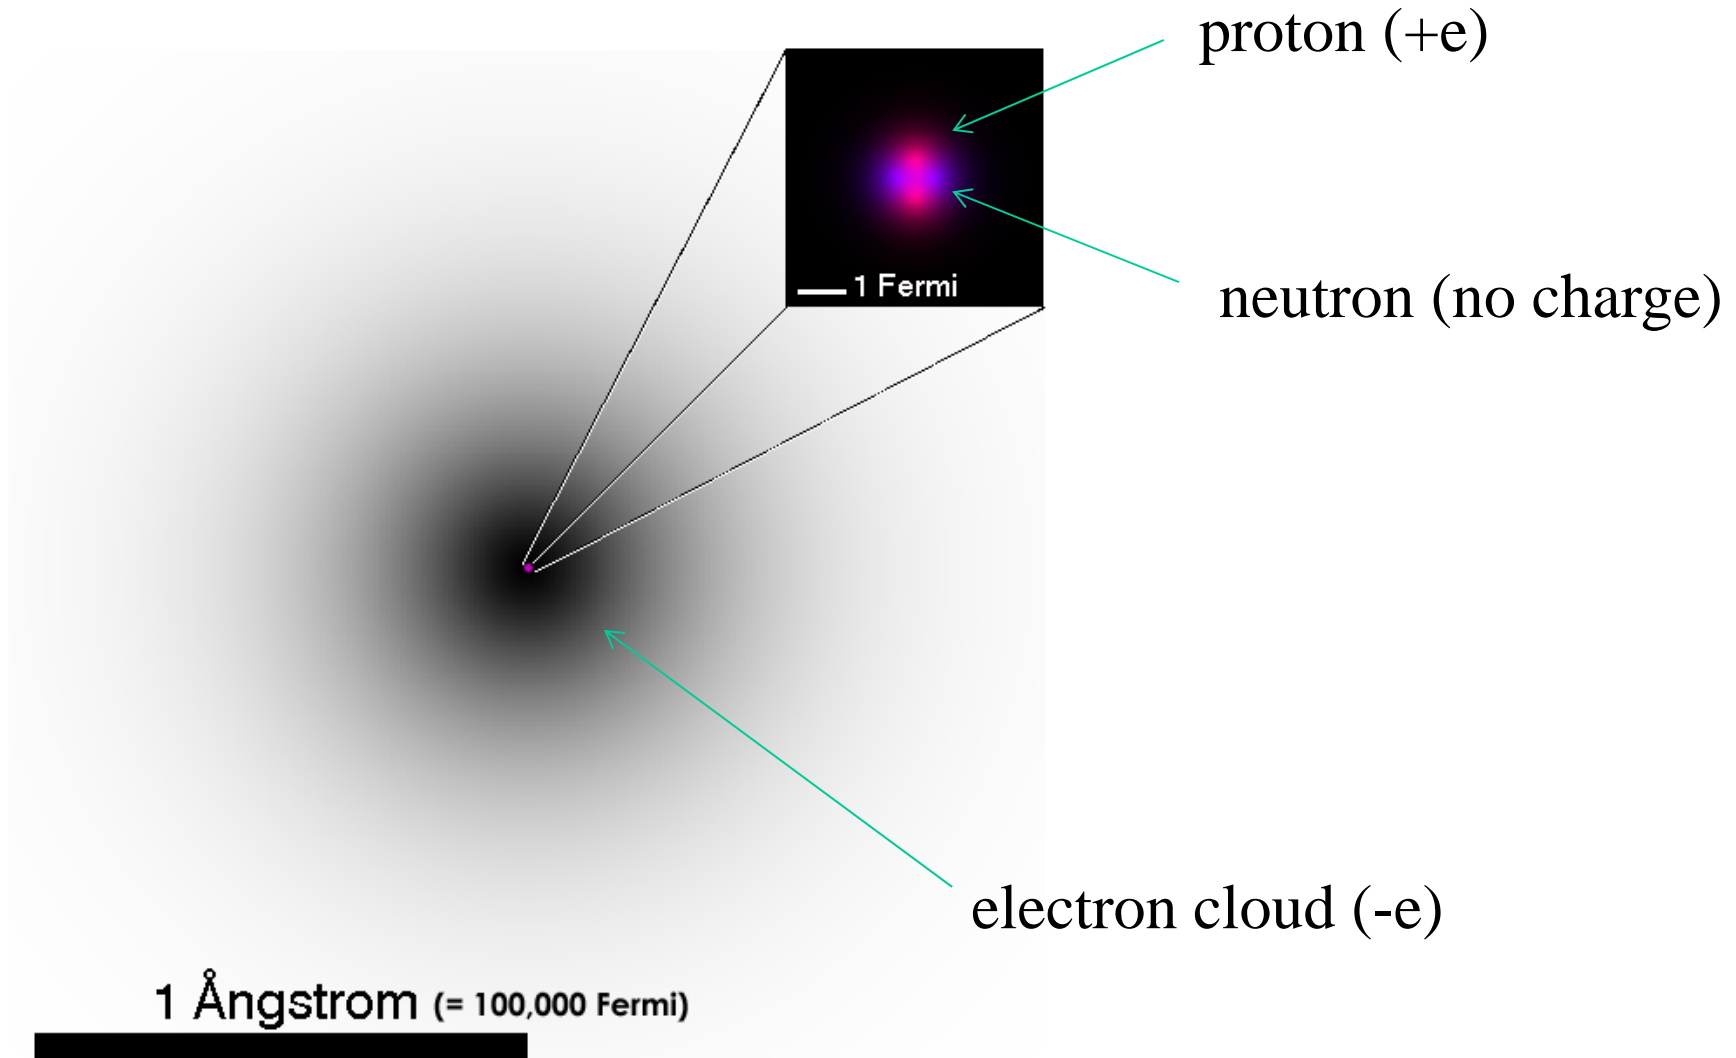 proton (+e)
1 Fermi
neutron (no charge)
electron cloud (-e)
1 Ångstrom (= 100,000 Fermi)